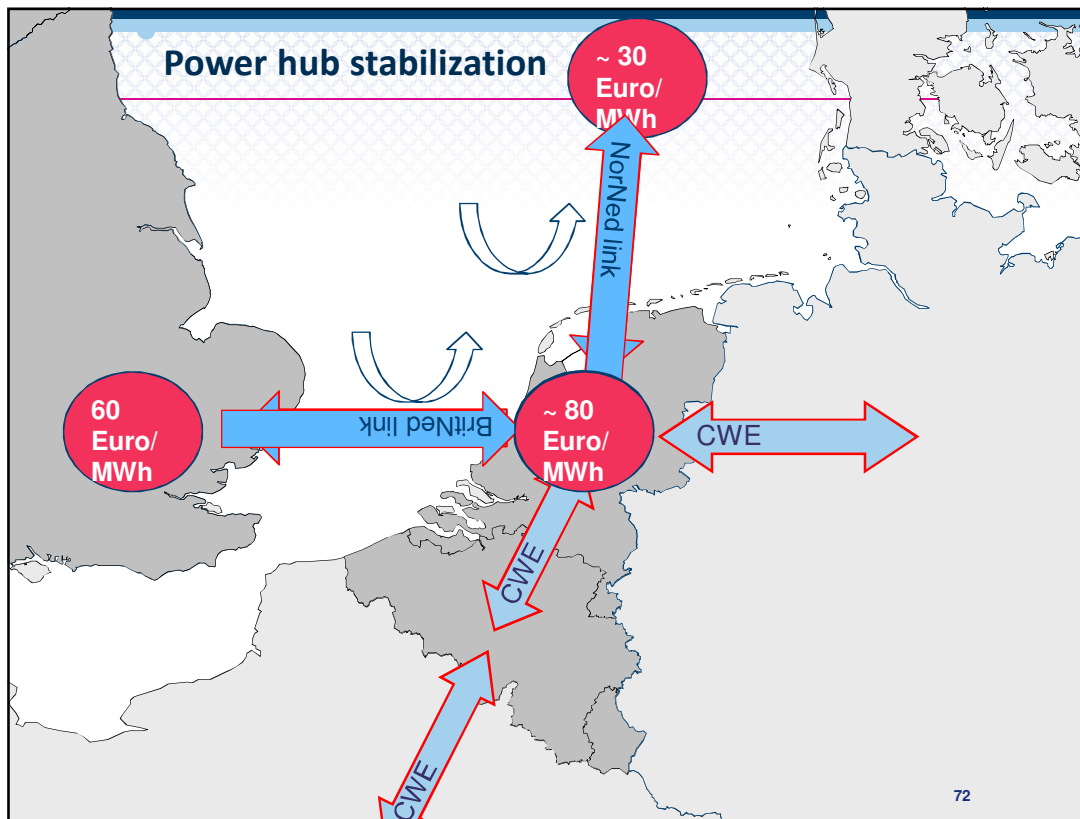 Power hub stabilization
~ 30
Euro/
MWh
NorNed link
60
Euro/
MWh
BritNed link
~ 80
Euro/
MWh
CWE
CWE
CWE
72